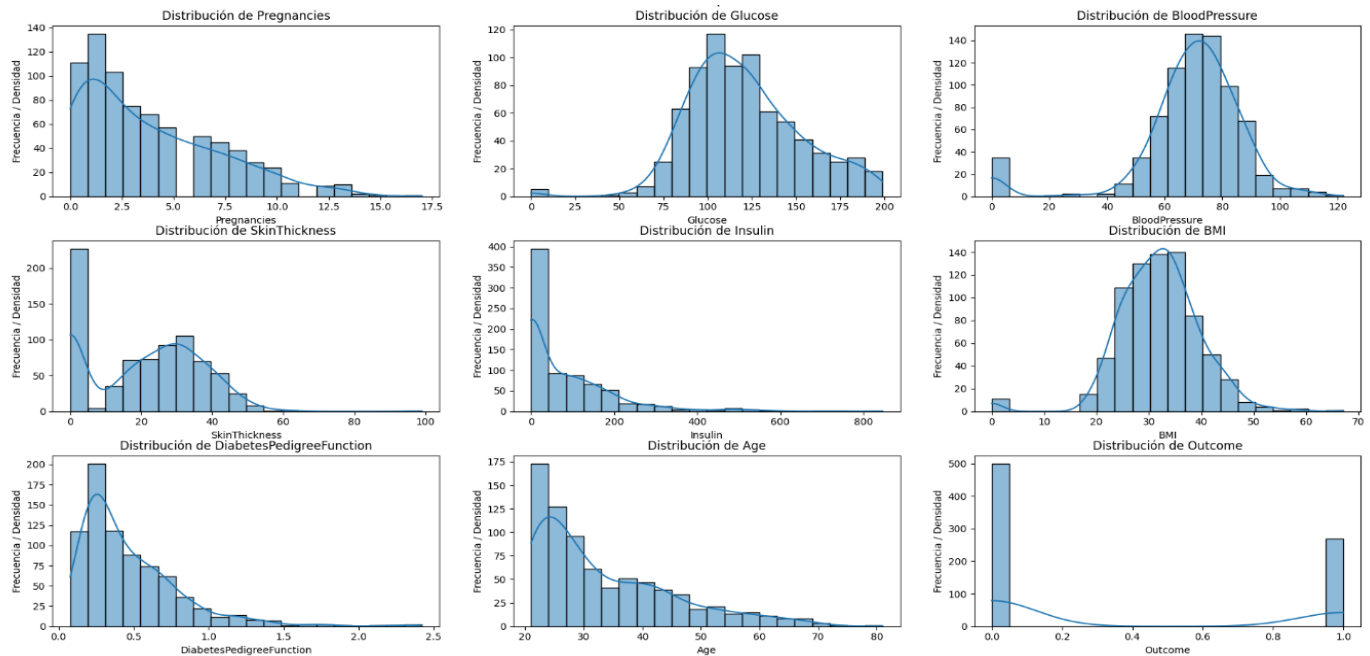 Distribución de Pregnancies
Frecuencia / Densidad
140
120
100
80
60
40
20
0
0.0 2.5 5.0 7.5 10.0 12.5 15.0 17.5
Pregnancies
Distribución de Glucose
Frecuencia / Densidad
120
100
80
60
40
20
0
0 25 50 75 100 125 150 175 200
Glucose
Distribución de BloodPressure
Frecuencia / Densidad
140
120
100
80
60
40
20
0
0 20 40 60 80 100 120
BloodPressure
Distribución de SkinThickness
Frecuencia / Densidad
200
150
100
50
0
0 20 40 60 80 100
SkinThickness
Distribución de Insulin
Frecuencia / Densidad
400
350
300
250
200
150
100
50
0
0 200 400 600 800
Insulin
Distribución de BMI
Frecuencia / Densidad
140
120
100
80
60
40
20
0
0 10 20 30 40 50 60 70
BMI
Distribución de DiabetesPedigreeFunction
Frecuencia / Densidad
200
175
150
125
100
75
50
25
0
0.0 0.5 1.0 1.5 2.0 2.5
DiabetesPedigreeFunction
Distribución de Age
Frecuencia / Densidad
175
150
125
100
75
50
25
0
20 30 40 50 60 70 80
Age
Distribución de Outcome
Frecuencia / Densidad
500
400
300
200
100
0
0.0 0.2 0.4 0.6 0.8 1.0
Outcome